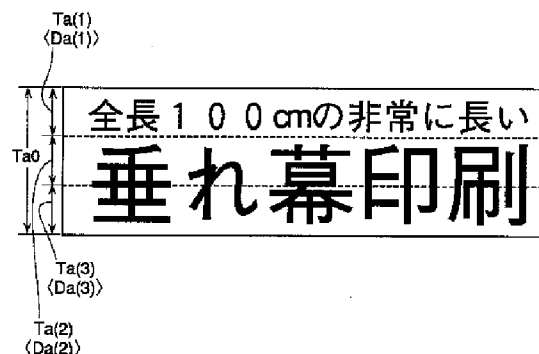 Ta(1)
〈Da(1)〉
全長１００cmの非常に長い
Ta0
垂れ幕印刷
Ta(3)
〈Da(3)〉
Ta(2)
〈Da(2)〉